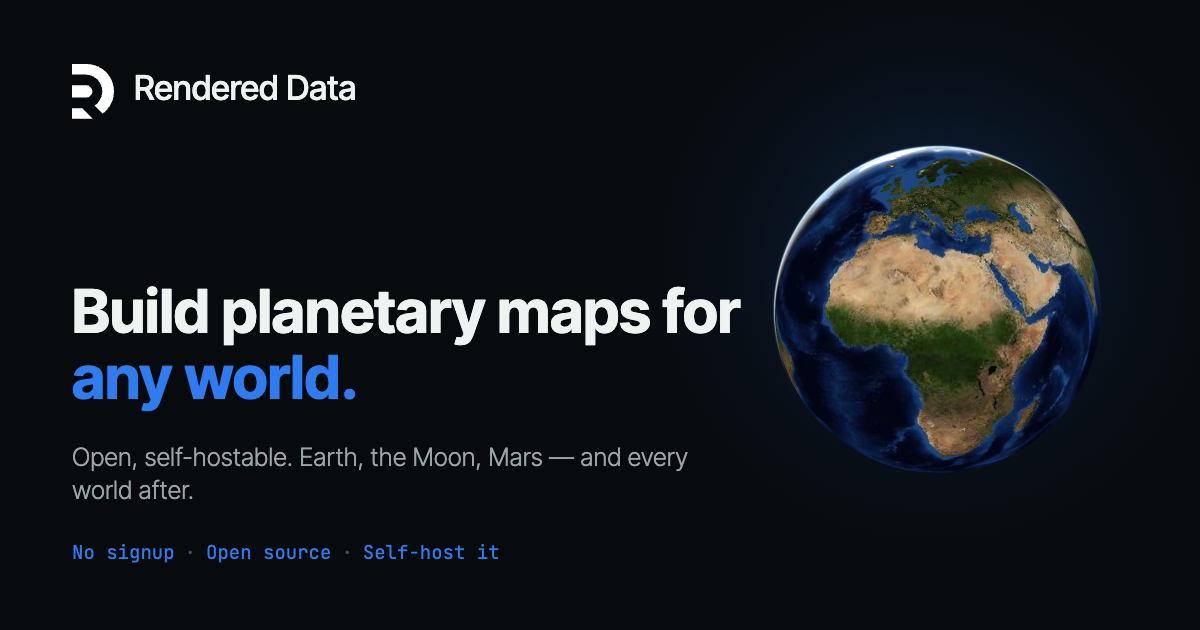 Rendered Data
Build planetary maps for
any world.
Open, self-hostable. Earth, the Moon, Mars — and every
world after.
No signup · Open source · Self-host it